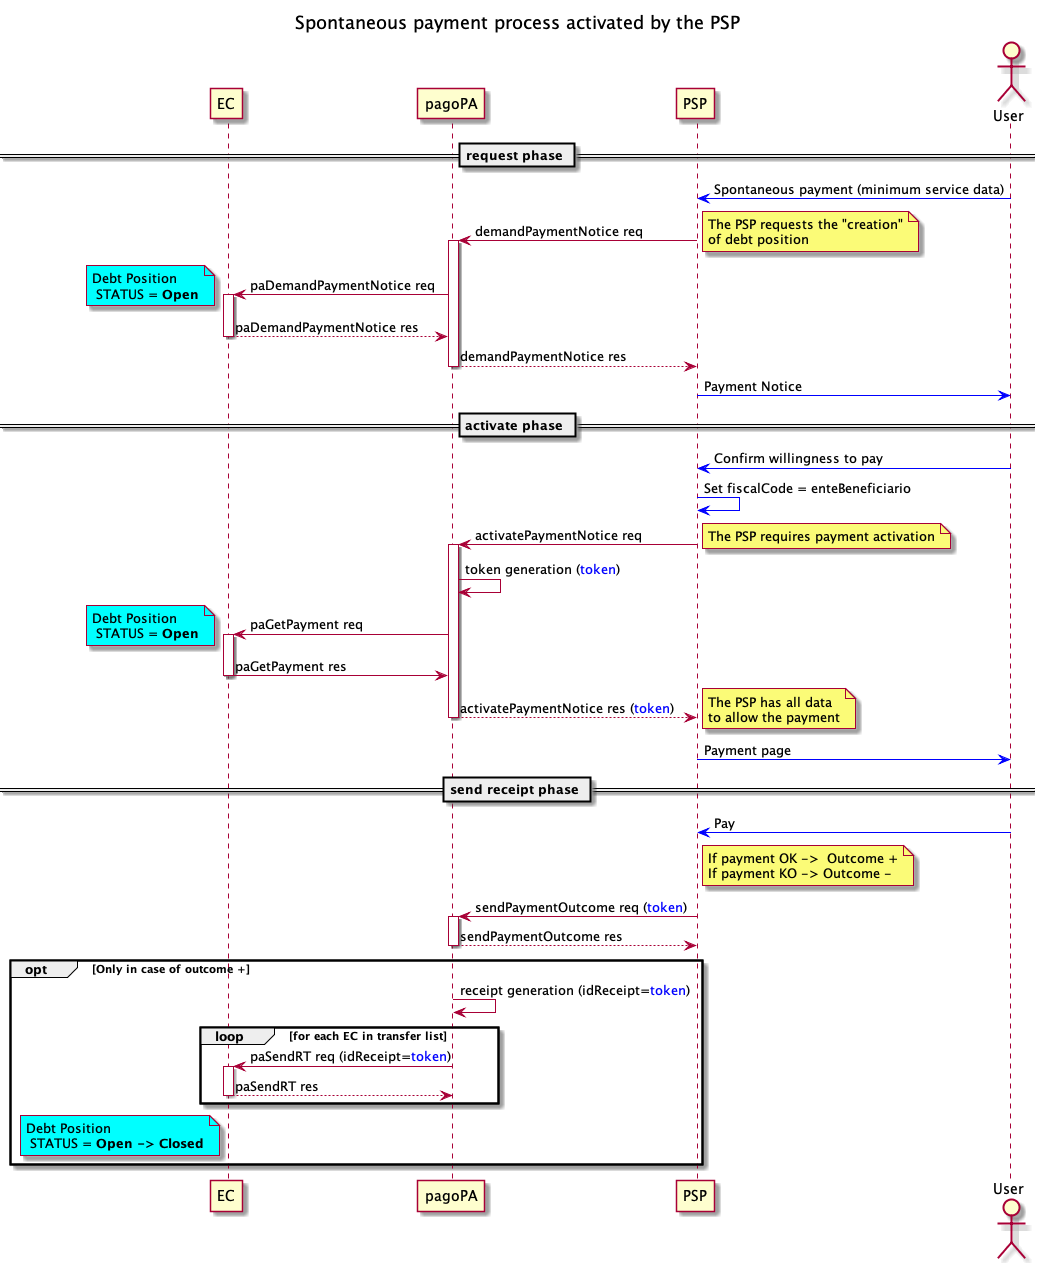 Spontaneous payment process activated by the PSP
User
EC
pagoPA
PSP
request phase
Spontaneous payment (minimum service data)
The PSP requests the "creation"
of debt position
demandPaymentNotice req
Debt Position
STATUS = Open
paDemandPaymentNotice req
paDemandPaymentNotice res
demandPaymentNotice res
Payment Notice
activate phase
Confirm willingness to pay
Set fiscalCode = enteBeneficiario
The PSP requires payment activation
activatePaymentNotice req
token generation (token)
Debt Position
STATUS = Open
paGetPayment req
paGetPayment res
activatePaymentNotice res (token)
The PSP has all data
to allow the payment
Payment page
send receipt phase
Pay
If payment OK -> Outcome +
If payment KO -> Outcome -
sendPaymentOutcome req (token)
sendPaymentOutcome res
opt [Only in case of outcome +]
receipt generation (idReceipt=token)
loop [for each EC in transfer list]
paSendRT req (idReceipt=token)
paSendRT res
Debt Position
STATUS = Open -> Closed
EC
pagoPA
PSP
User